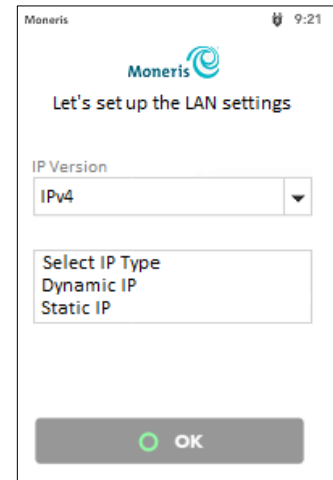 Moneris 9:21
Moneris
Let's set up the LAN settings
IP Version
IPv4
Select IP Type
Dynamic IP
Static IP
OK